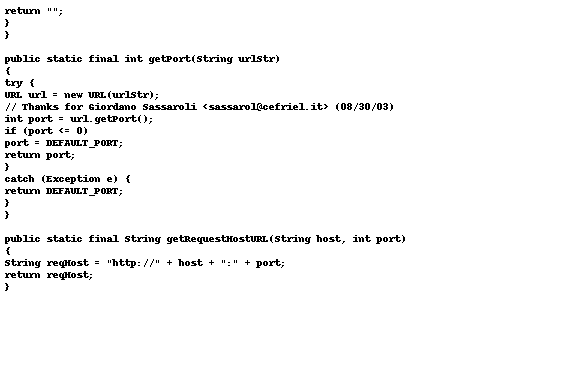 return "";
}
}
public static final int getPort(String urlStr)
{
try {
URL url = new URL(urlStr);
// Thanks for Giordano Sassaroli <sassarol@cefriel.it> (08/30/03)
int port = url.getPort();
if (port <= 0)
port = DEFAULT_PORT;
return port;
}
catch (Exception e) {
return DEFAULT_PORT;
}
}
public static final String getRequestHostURL(String host, int port)
{
String reqHost = "http://" + host + ":" + port;
return reqHost;
}